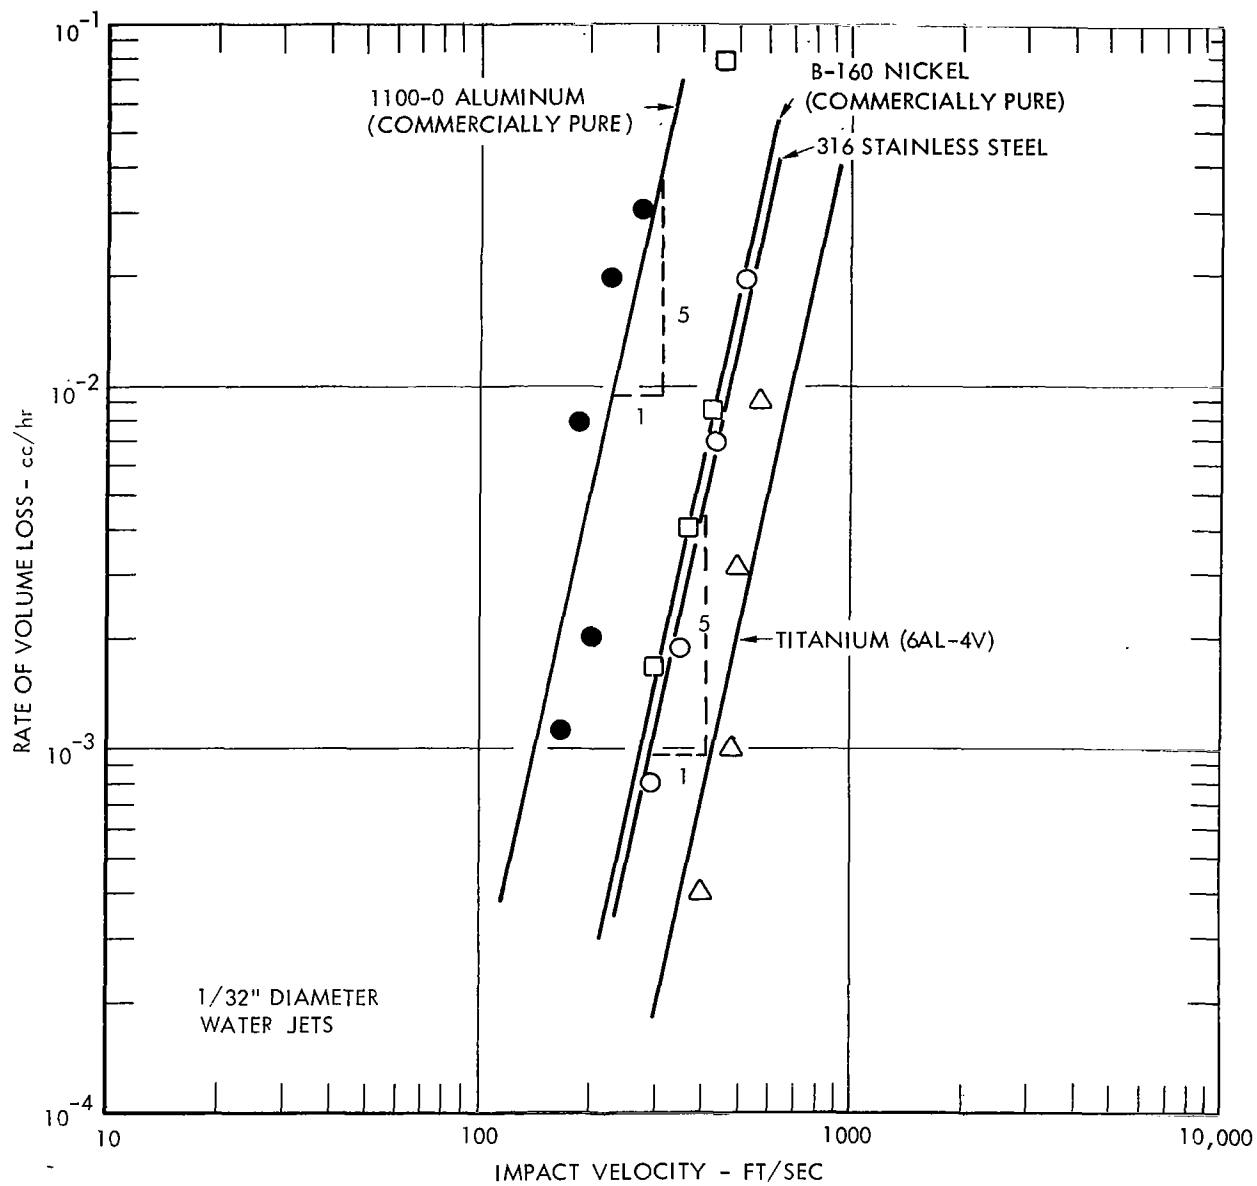 10^-1
B-160 NICKEL
(COMMERCIALLY PURE)
1100-0 ALUMINUM
(COMMERCIALLY PURE)
316 STAINLESS STEEL
5
10^-2
1
RATE OF VOLUME LOSS - cc/hr
5
TITANIUM (6AL-4V)
10^-3
1
1/32" DIAMETER
WATER JETS
10^-4
10 100 1000 10,000
IMPACT VELOCITY - FT/SEC